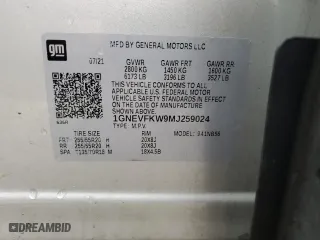 gm
MFD BY GENERAL MOTORS LLC
07/21
GVWR GAWR FRT GAWR RR
2800 KG 1450 KG 1600 KG
6173 LB 3196 LB 3527 LB
THIS VEHICLE CONFORMS TO ALL
APPLICABLE U.S. FEDERAL MOTOR
VEHICLE SAFETY STANDARDS IN
EFFECT ON THE DATE OF
MANUFACTURE SHOWN ABOVE.
1GNEVFKW9MJ259024
TYPE: M.P.V.
TIRE SIZE RIM
FRT 255/55R20 H 20X8J
RR 255/55R20 H 20X8J
SPA M 18X4.5B
MODEL:
AUTOHELPERBOT.COM